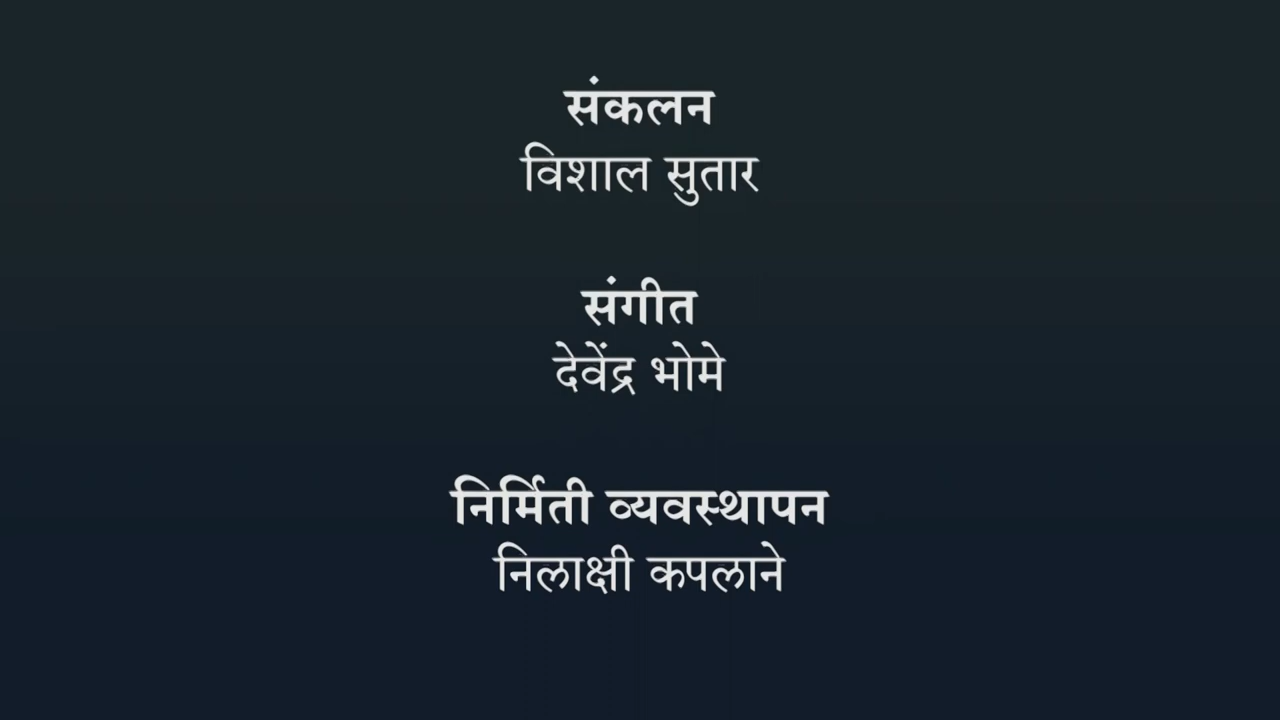 संकलन
विशाल सुतार
संगीत
देवेंद्र भोमे
निर्मिती व्यवस्थापन
निलाक्षी कपलाने